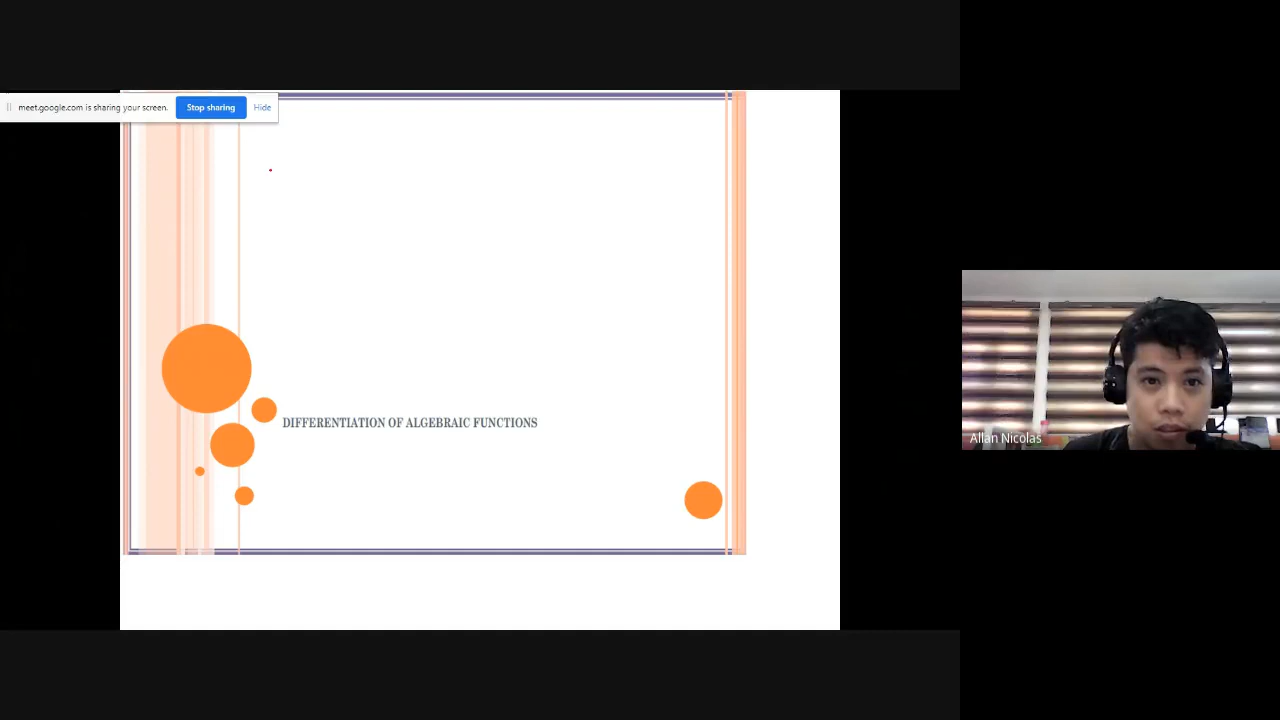 meet.google.com is sharing your screen.
Stop sharing
Hide
DIFFERENTIATION OF ALGEBRAIC FUNCTIONS
Allan Nicolas